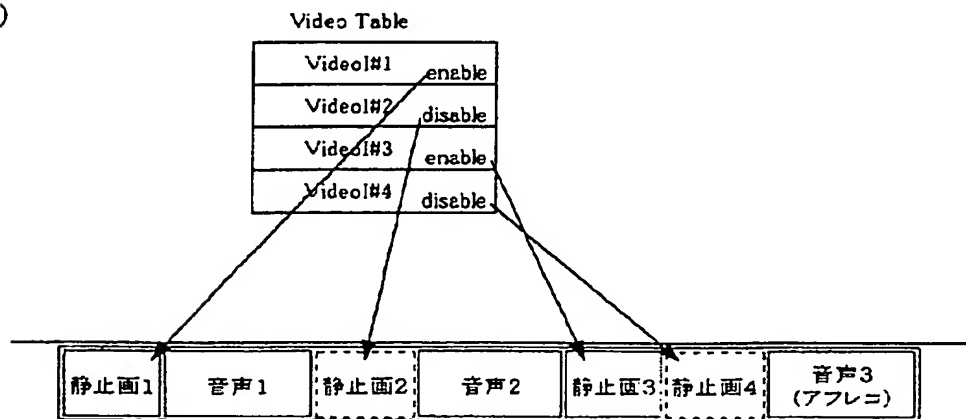 )
Video Table
VideoI#1 enable
VideoI#2 disable
VideoI#3 enable
VideoI#4 disable
静止画1 音声1 静止画2 音声2 静止画3 静止画4 音声3
(アフレコ)